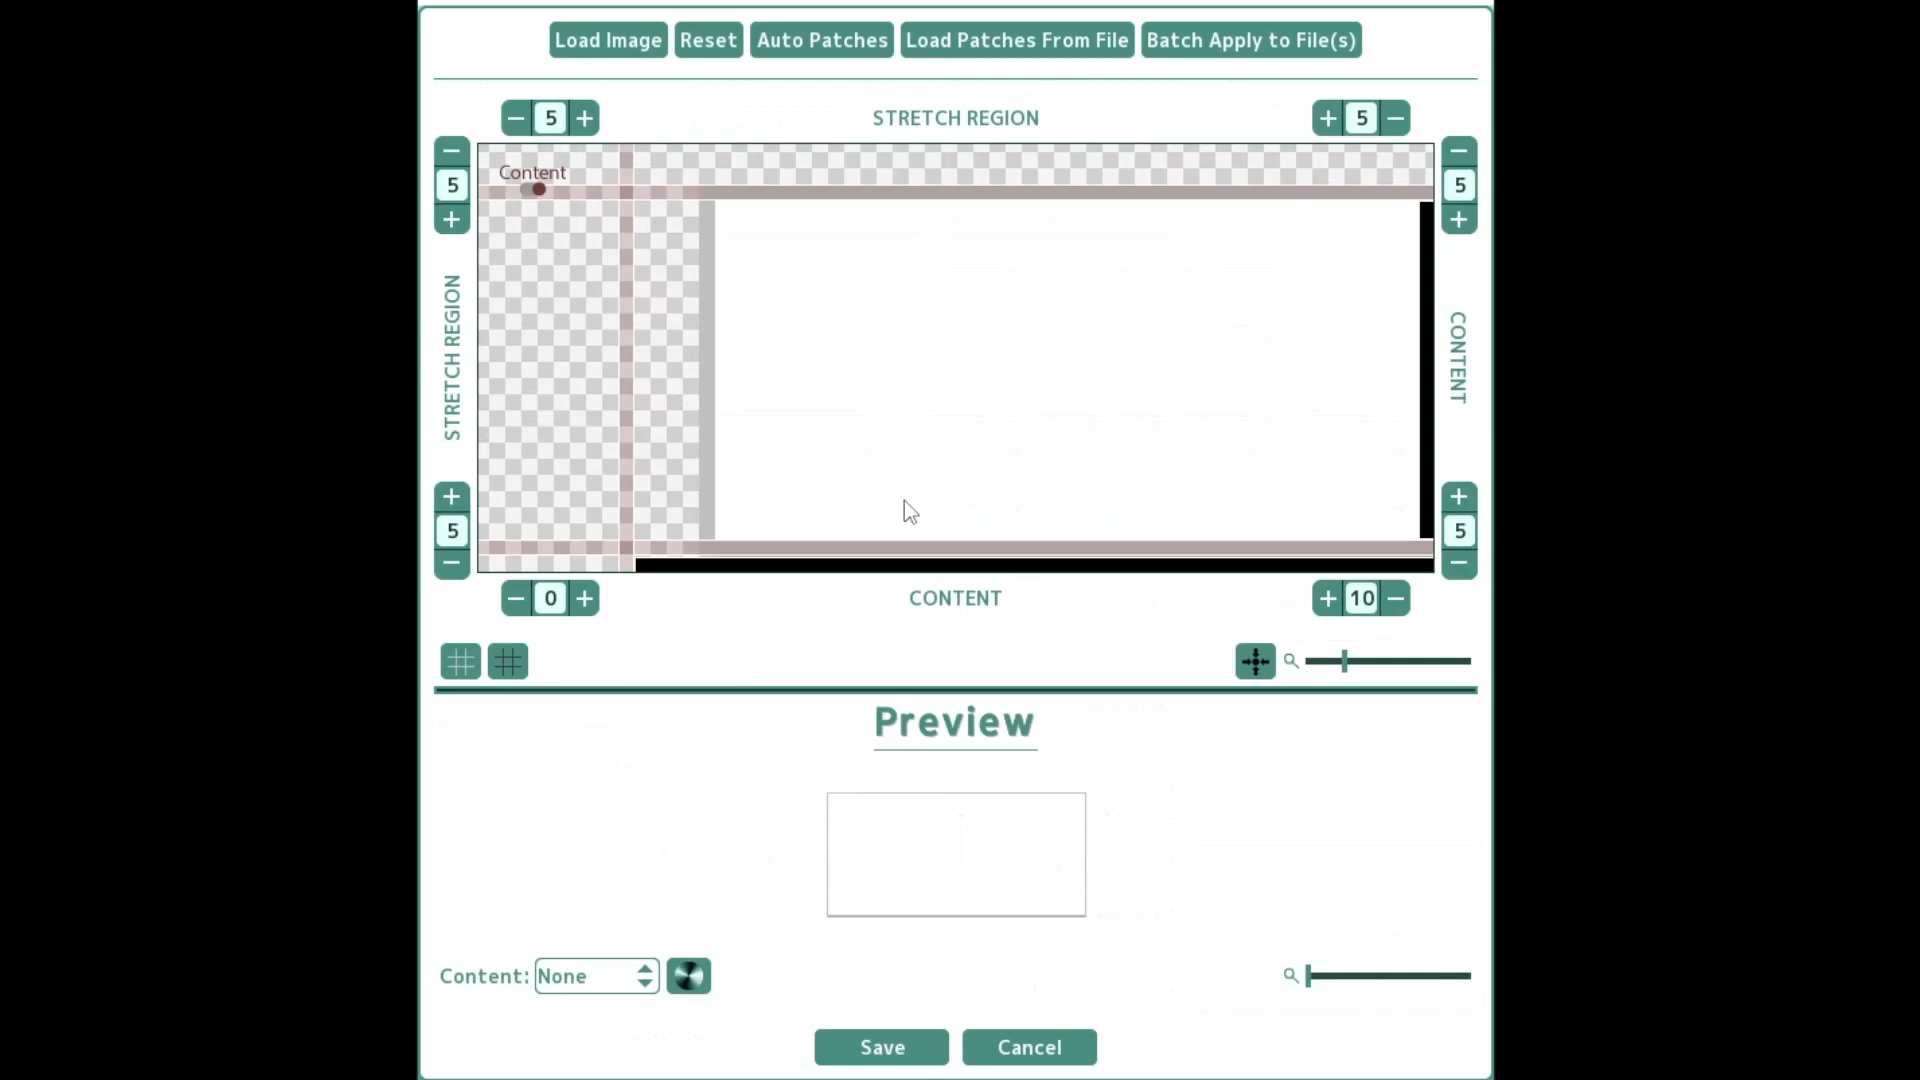 Load Image Reset Auto Patches Load Patches From File Batch Apply to File(s)
5 STRETCH REGION 5
Content
5
5
STRETCH REGION
CONTENT
5
5
0 CONTENT 10
Preview
Content: None
Save Cancel